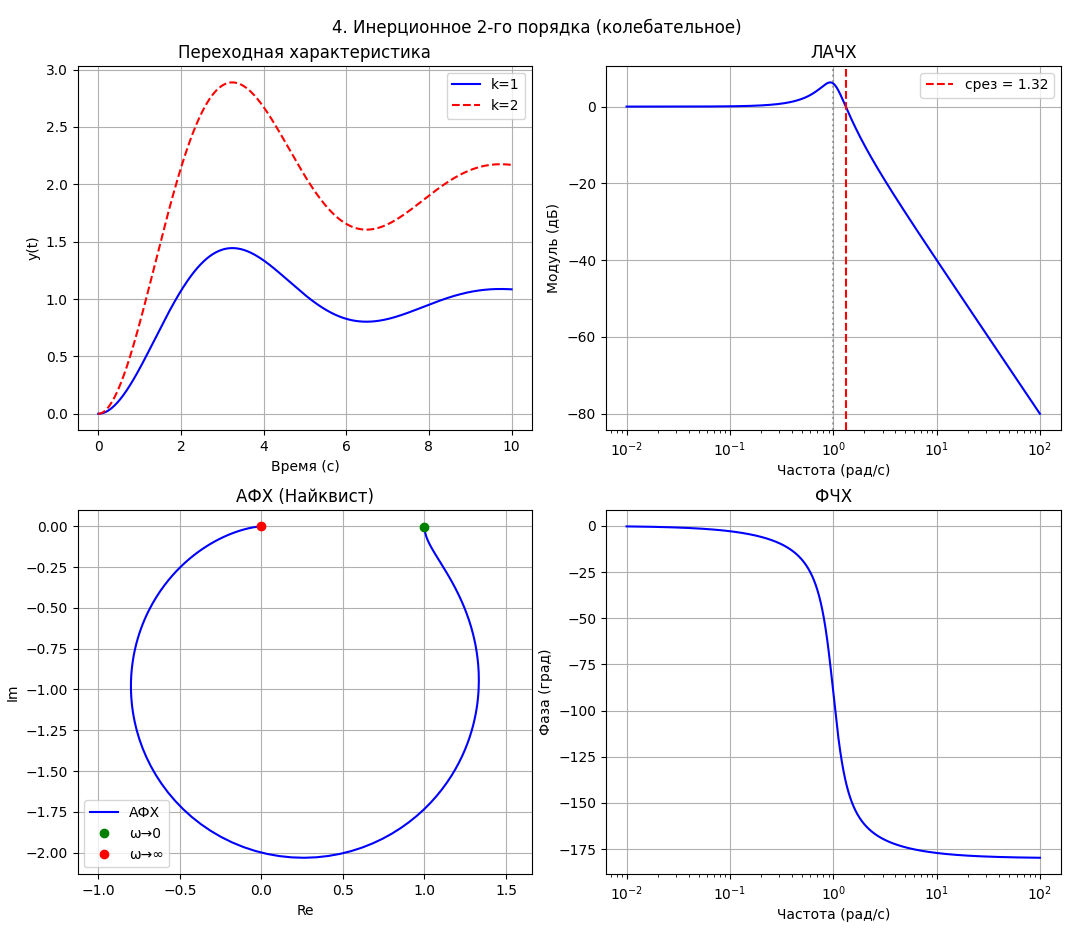 4. Инерционное 2-го порядка (колебательное)
Переходная характеристика
3.0
2.5
2.0
1.5
1.0
0.5
0.0
y(t)
k=1
k=2
0 2 4 6 8 10
Время (с)
ЛАЧХ
0
−20
−40
−60
−80
Модуль (дБ)
срез = 1.32
10⁻² 10⁻¹ 10⁰ 10¹ 10²
Частота (рад/с)
АФХ (Найквист)
0.00
−0.25
−0.50
−0.75
−1.00
−1.25
−1.50
−1.75
−2.00
Im
АФХ
ω→0
ω→∞
−1.0 −0.5 0.0 0.5 1.0 1.5
Re
ФЧХ
0
−25
−50
−75
−100
−125
−150
−175
Фаза (град)
10⁻² 10⁻¹ 10⁰ 10¹ 10²
Частота (рад/с)